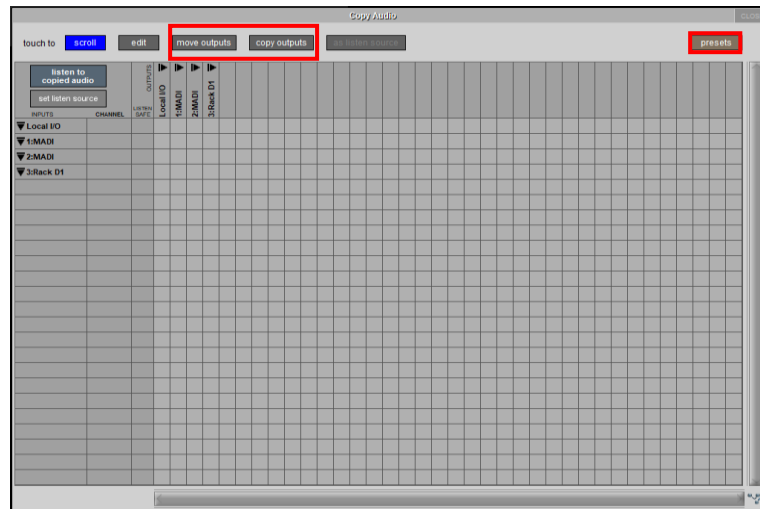 Copy Audio
CLOS
touch to scroll edit move outputs copy outputs as listen source presets
listen to
copied audio
set listen source
INPUTS CHANNEL LISTEN
SAFE
OUTPUTS
Local I/O
1:MADI
2:MADI
3:Rack D1
Local I/O
1:MADI
2:MADI
3:Rack D1